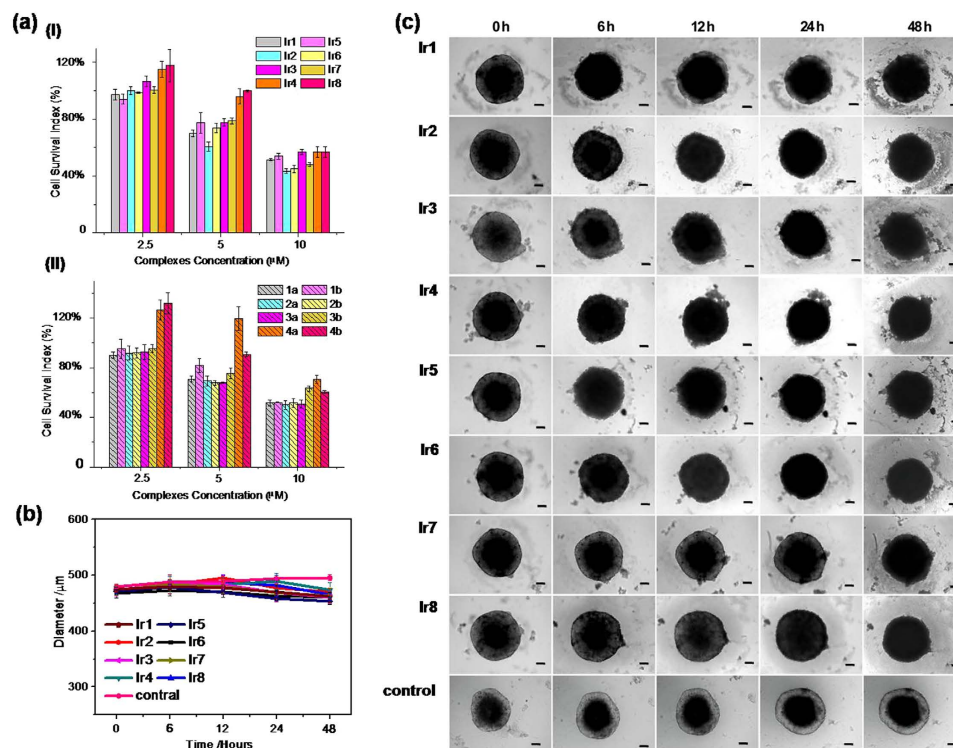 (a)
(I)
Ir1 Ir5
Ir2 Ir6
Ir3 Ir7
Ir4 Ir8
120%
80%
40%
0
Cell Survival Index (%)
2.5 5 10
Complexes Concentration (μM)
(II)
1a 1b
2a 2b
3a 3b
4a 4b
120%
80%
40%
0
Cell Survival Index (%)
2.5 5 10
Complexes Concentration (μM)
(b)
600
500
400
300
Diameter /μm
Ir1 Ir5
Ir2 Ir6
Ir3 Ir7
Ir4 Ir8
contral
0 6 12 24 48
Time /Hours
(c)
0 h 6 h 12 h 24 h 48 h
Ir1
Ir2
Ir3
Ir4
Ir5
Ir6
Ir7
Ir8
control